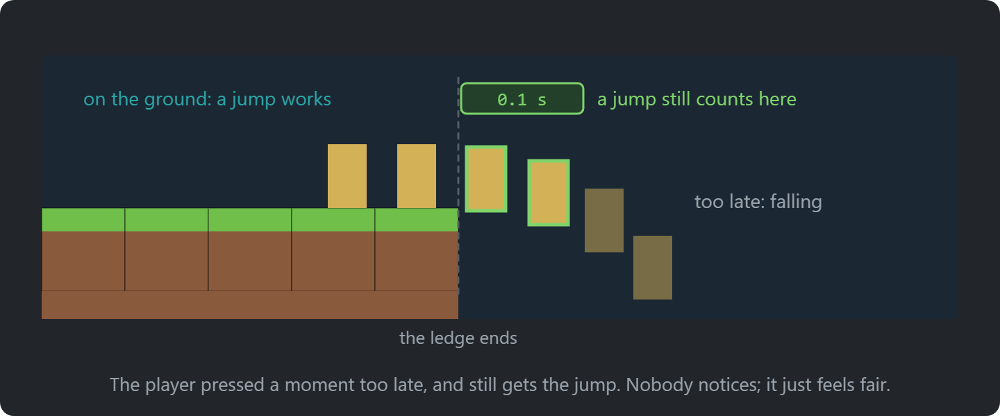 on the ground: a jump works
0.1 s
a jump still counts here
too late: falling
the ledge ends
The player pressed a moment too late, and still gets the jump. Nobody notices; it just feels fair.